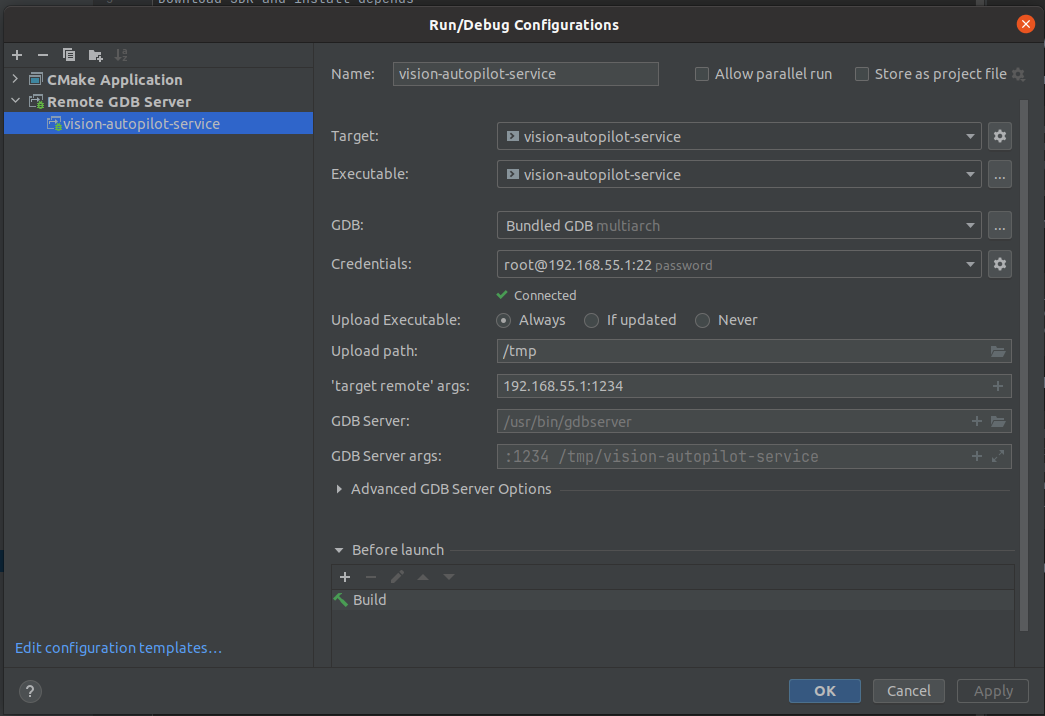 Download SDK and install depends
Run/Debug Configurations
CMake Application
Remote GDB Server
vision-autopilot-service
Edit configuration templates...
Name: vision-autopilot-service Allow parallel run Store as project file
Target: vision-autopilot-service
Executable: vision-autopilot-service ...
GDB: Bundled GDB multiarch ...
Credentials: root@192.168.55.1:22 password
Connected
Upload Executable: Always If updated Never
Upload path: /tmp
'target remote' args: 192.168.55.1:1234
GDB Server: /usr/bin/gdbserver
GDB Server args: :1234 /tmp/vision-autopilot-service
Advanced GDB Server Options
Before launch
Build
? OK Cancel Apply